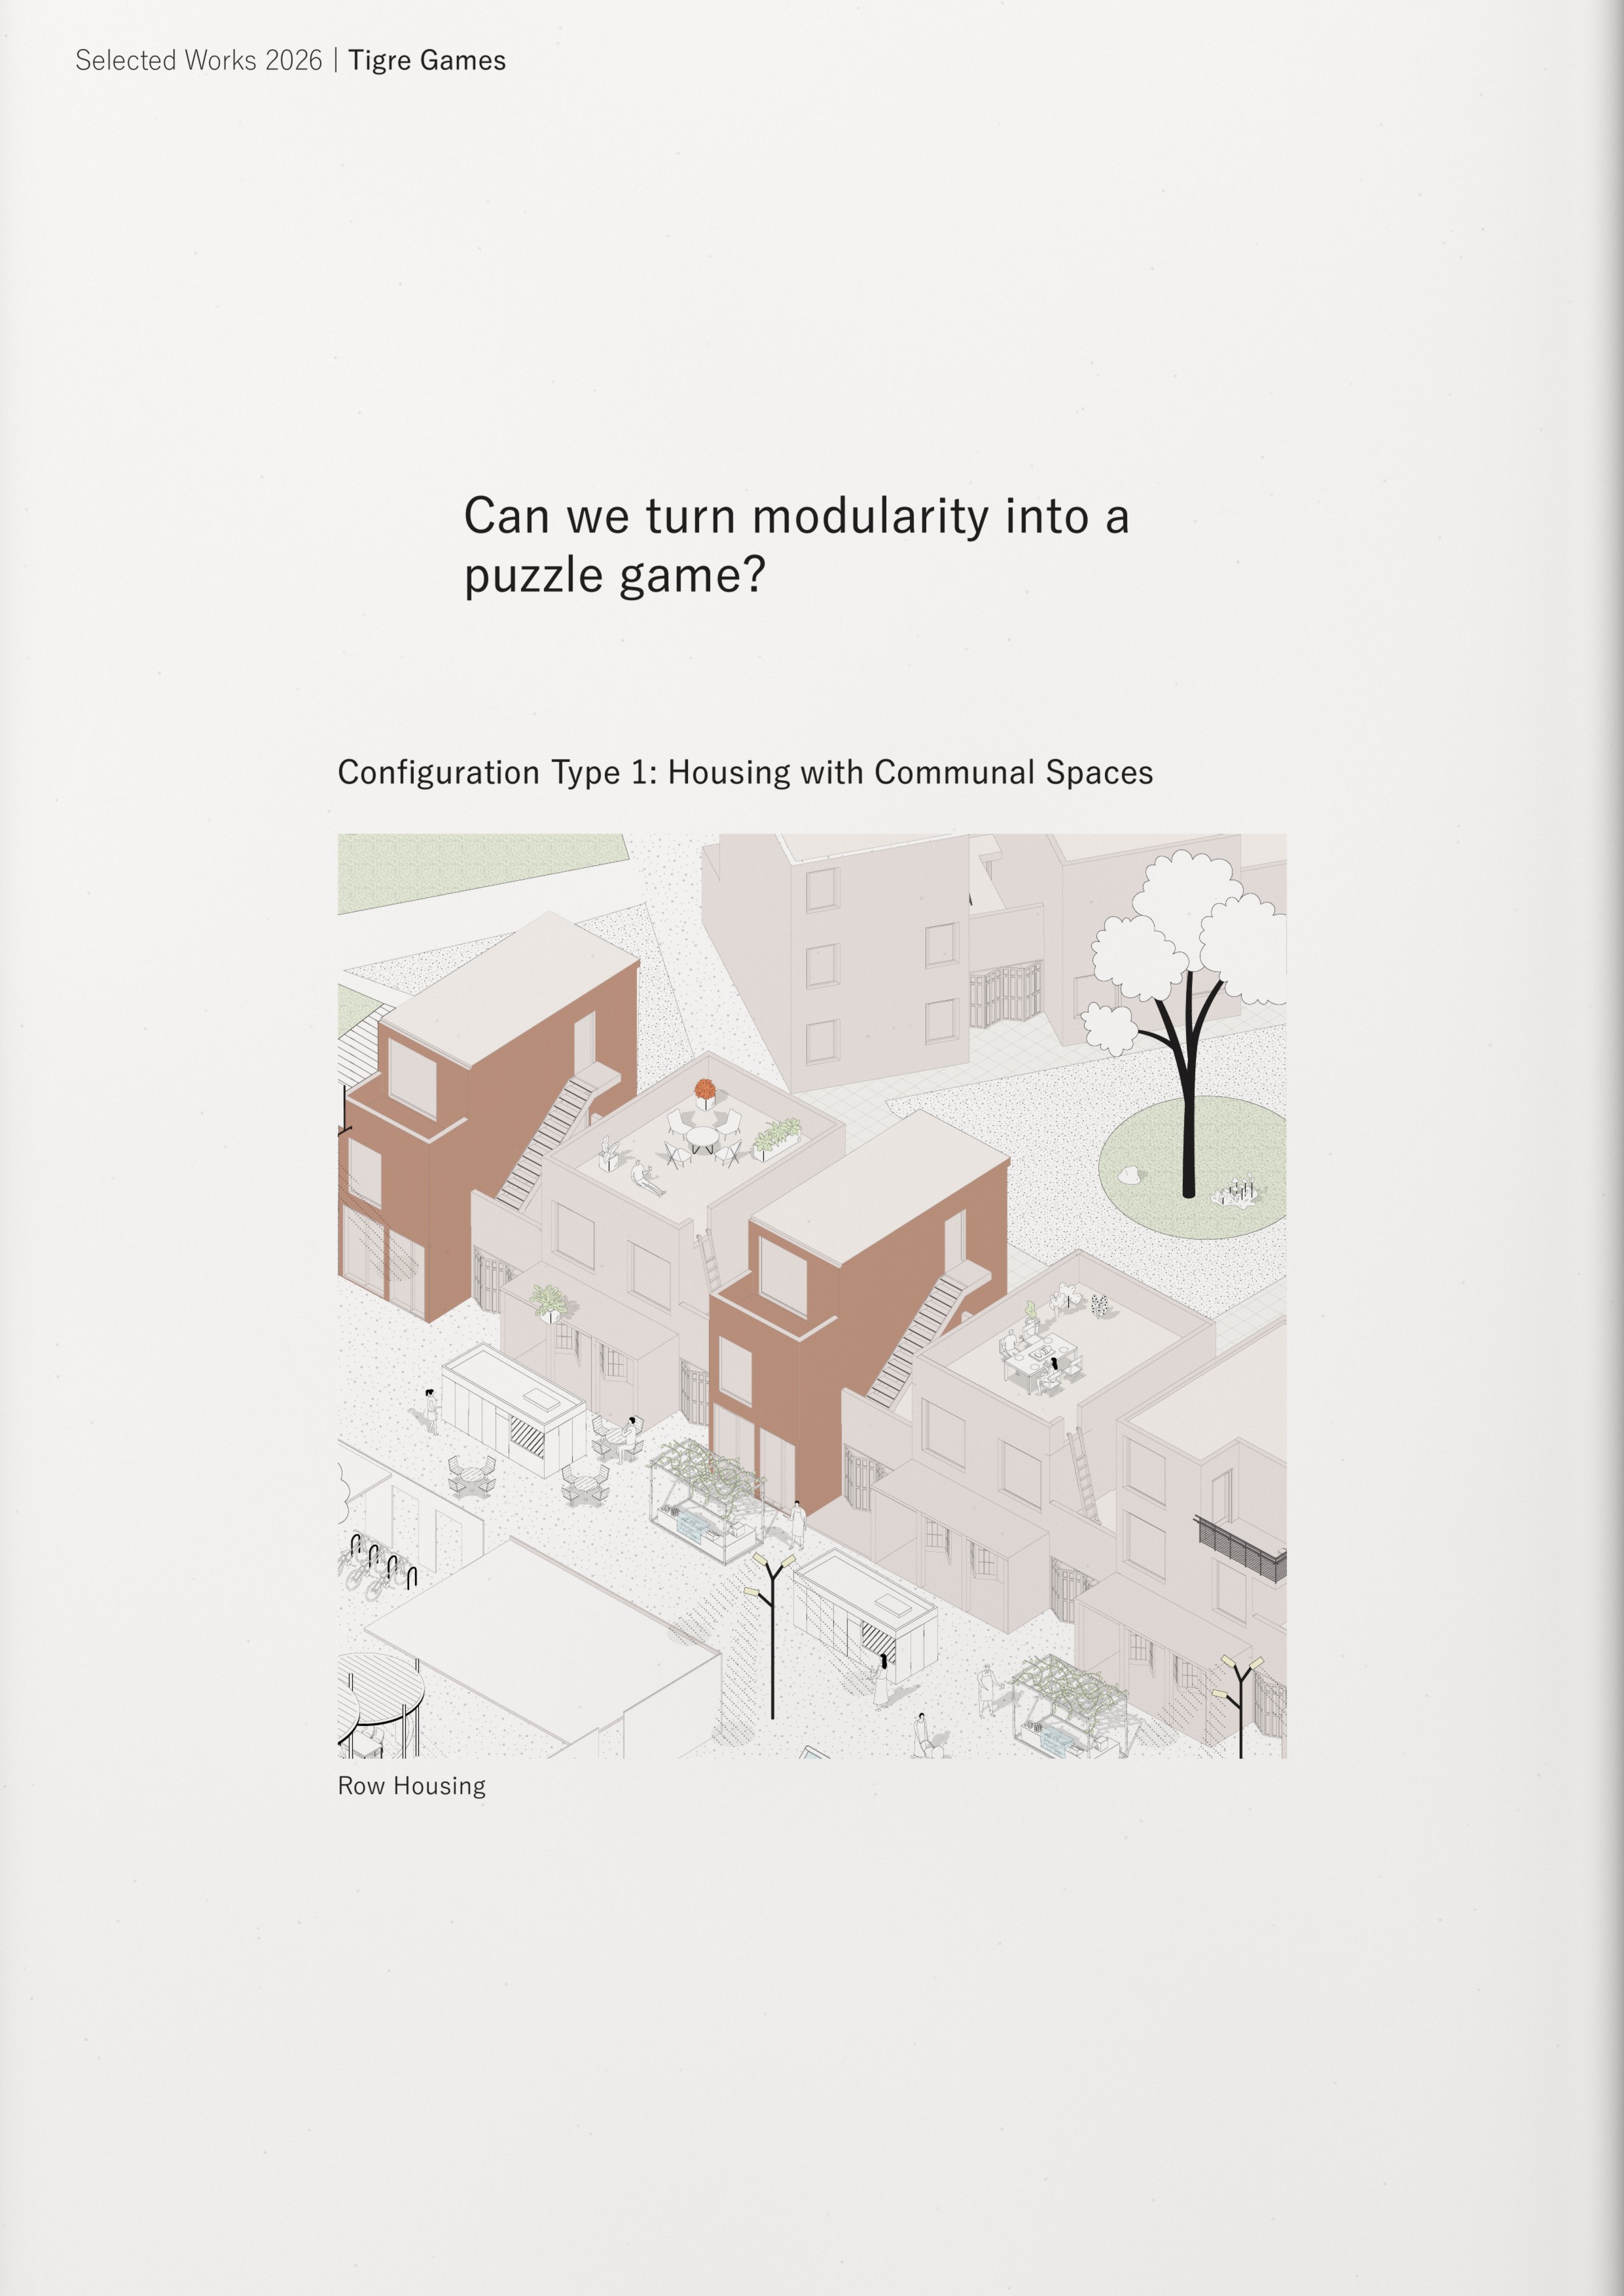 Selected Works 2026 | Tigre Games
Can we turn modularity into a
puzzle game?
Configuration Type 1: Housing with Communal Spaces
Row Housing